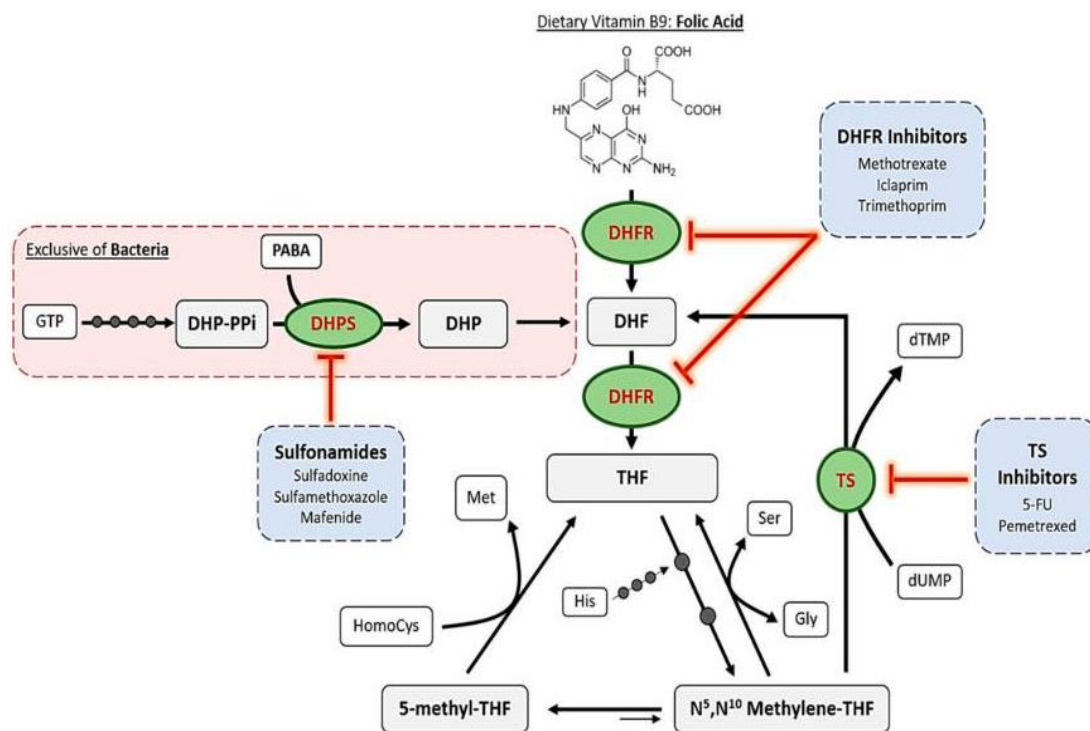 Dietary Vitamin B9: Folic Acid
O
COOH
N
H
COOH
HN
OH
N
N
N
N
NH₂
DHFR Inhibitors
Methotrexate
Iclaprim
Trimethoprim
DHFR
Exclusive of Bacteria
PABA
GTP
DHP-PPi
DHPS
DHP
DHF
dTMP
DHFR
Sulfonamides
Sulfadoxine
Sulfamethoxazole
Mafenide
THF
TS
TS
Inhibitors
5-FU
Pemetrexed
Met
Ser
His
dUMP
HomoCys
Gly
5-methyl-THF
N⁵,N¹⁰ Methylene-THF